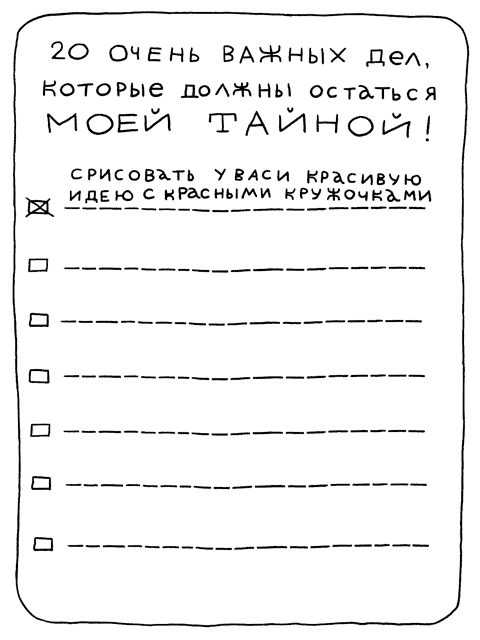 20 ОЧЕНЬ ВАЖНЫХ ДЕЛ,
КОТОРЫЕ ДОЛЖНЫ ОСТАТЬСЯ
МОЕЙ ТАЙНОЙ!
СРИСОВАТЬ У ВАСИ КРАСИВУЮ
ИДЕЮ С КРАСНЫМИ КРУЖОЧКАМИ